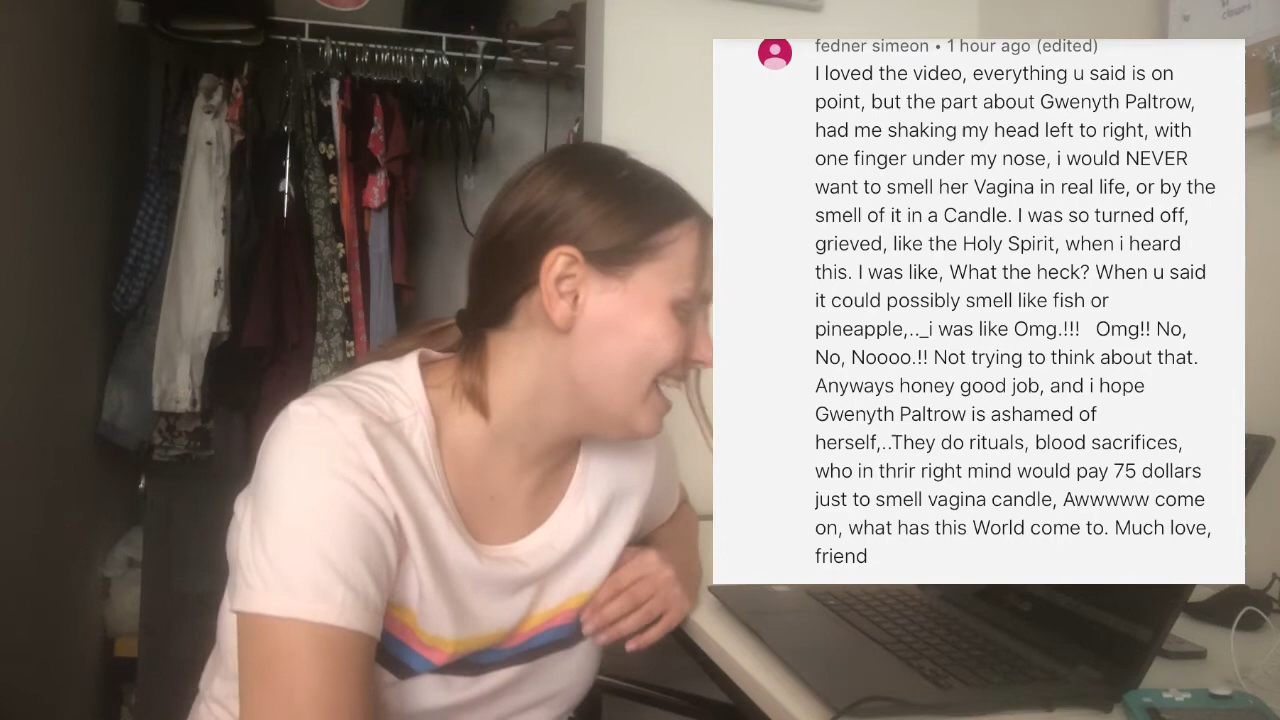 fedner simeon • 1 hour ago (edited)
I loved the video, everything u said is on
point, but the part about Gwenyth Paltrow,
had me shaking my head left to right, with
one finger under my nose, i would NEVER
want to smell her Vagina in real life, or by the
smell of it in a Candle. I was so turned off,
grieved, like the Holy Spirit, when i heard
this. I was like, What the heck? When u said
it could possibly smell like fish or
pineapple,.._i was like Omg.!!! Omg!! No,
No, Noooo.!! Not trying to think about that.
Anyways honey good job, and i hope
Gwenyth Paltrow is ashamed of
herself,..They do rituals, blood sacrifices,
who in thrir right mind would pay 75 dollars
just to smell vagina candle, Awwwww come
on, what has this World come to. Much love,
friend